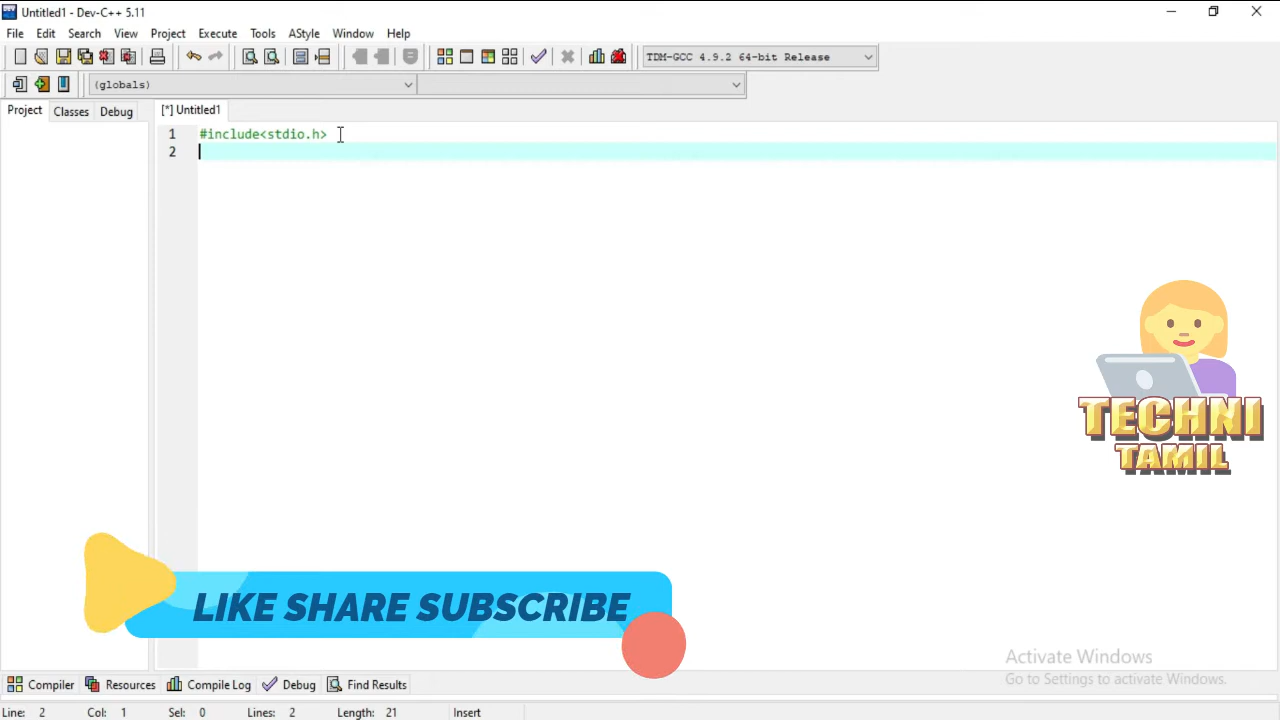 Untitled1 - Dev-C++ 5.11
File Edit Search View Project Execute Tools AStyle Window Help
TDM-GCC 4.9.2 64-bit Release
(globals)
Project Classes Debug [*] Untitled1
1 #include<stdio.h>
2
TECHNI
TAMIL
LIKE SHARE SUBSCRIBE
Activate Windows
Go to Settings to activate Windows.
Compiler Resources Compile Log Debug Find Results
Line: 2 Col: 1 Sel: 0 Lines: 2 Length: 21 Insert